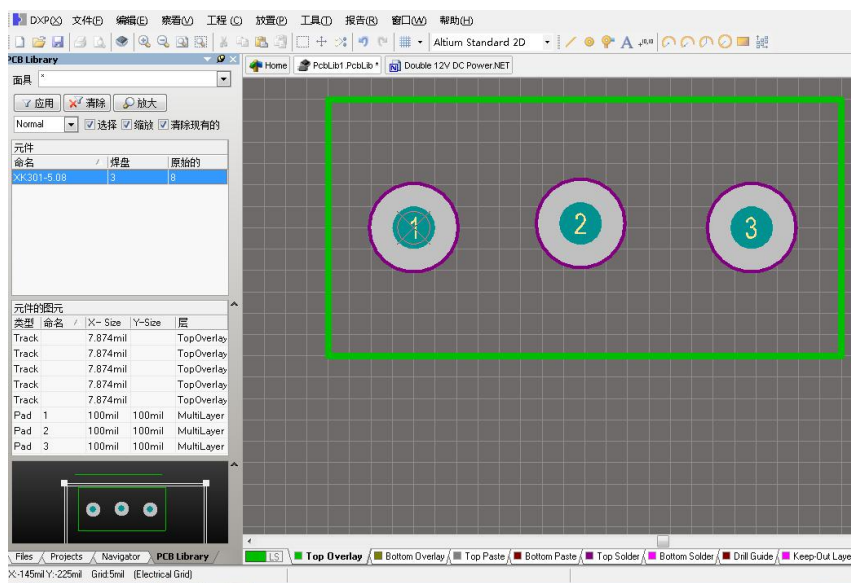 DXP(X) 文件(F) 编辑(E) 察看(V) 工程(C) 放置(P) 工具(T) 报告(R) 窗口(W) 帮助(H)
Altium Standard 2D
PCB Library
Home PcbLib1.PcbLib * Double 12V DC Power.NET
面具 *
应用 清除 放大
Normal 选择 缩放 清除现有的
元件
命名 焊盘 原始的
XK301-5.08 3 8
1 2 3
元件的图元
类型 命名 X- Size Y-Size 层
Track 7.874mil TopOverlay
Track 7.874mil TopOverlay
Track 7.874mil TopOverlay
Track 7.874mil TopOverlay
Track 7.874mil TopOverlay
Pad 1 100mil 100mil MultiLayer
Pad 2 100mil 100mil MultiLayer
Pad 3 100mil 100mil MultiLayer
Files Projects Navigator PCB Library
LS Top Overlay Bottom Overlay Top Paste Bottom Paste Top Solder Bottom Solder Drill Guide Keep-Out Laye
X:-145mil Y:-225mil Grid:5mil (Electrical Grid)